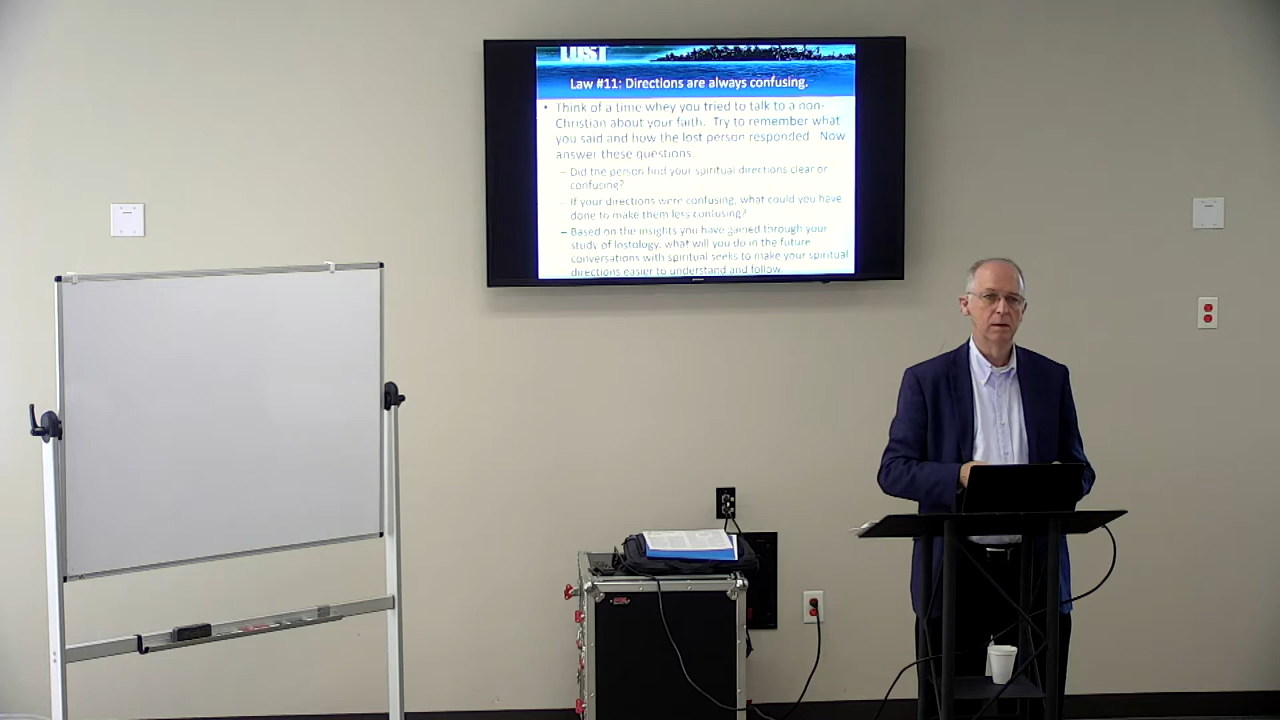 LOST
Law #11: Directions are always confusing.
• Think of a time whey you tried to talk to a non-
Christian about your faith. Try to remember what
you said and how the lost person responded. Now
answer these questions.
– Did the person find your spiritual directions clear or
confusing?
– If your directions were confusing, what could you have
done to make them less confusing?
– Based on the insights you have gained through your
study of lostology, what will you do in the future
conversations with spiritual seeks to make your spiritual
directions easier to understand and follow.